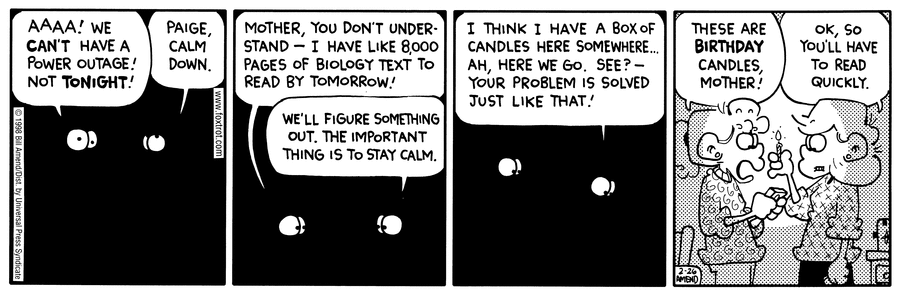 AAAA! WE
CAN'T HAVE A
POWER OUTAGE!
NOT TONIGHT!
PAIGE,
CALM
DOWN.
© 1998 Bill Amend/Dist. by Universal Press Syndicate
www.foxtrot.com
MOTHER, YOU DON'T UNDER-
STAND – I HAVE LIKE 8,000
PAGES OF BIOLOGY TEXT TO
READ BY TOMORROW!
WE'LL FIGURE SOMETHING
OUT. THE IMPORTANT
THING IS TO STAY CALM.
I THINK I HAVE A BOX OF
CANDLES HERE SOMEWHERE...
AH, HERE WE GO. SEE? –
YOUR PROBLEM IS SOLVED
JUST LIKE THAT!
THESE ARE
BIRTHDAY
CANDLES,
MOTHER!
OK, SO
YOU'LL HAVE
TO READ
QUICKLY.
2-26
AMEND